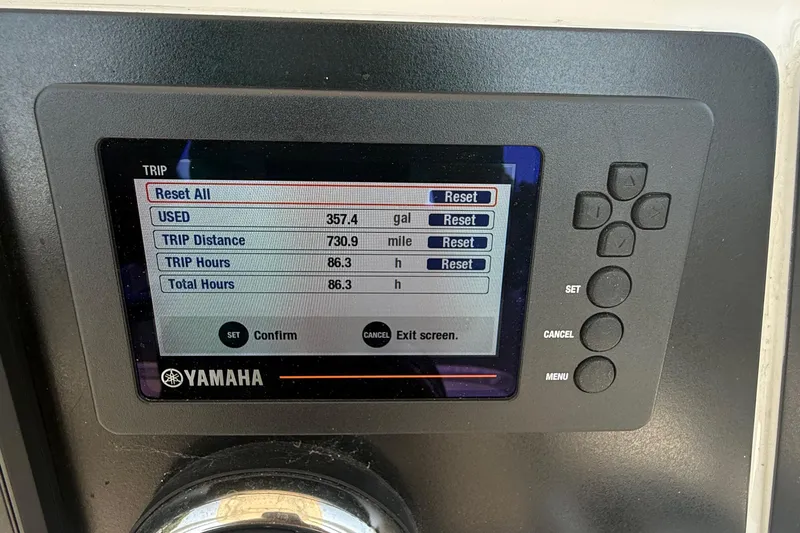 TRIP
Reset All Reset
USED 357.4 gal Reset
TRIP Distance 730.9 mile Reset
TRIP Hours 86.3 h Reset
Total Hours 86.3 h
SET Confirm CANCEL Exit screen.
YAMAHA
SET
CANCEL
MENU